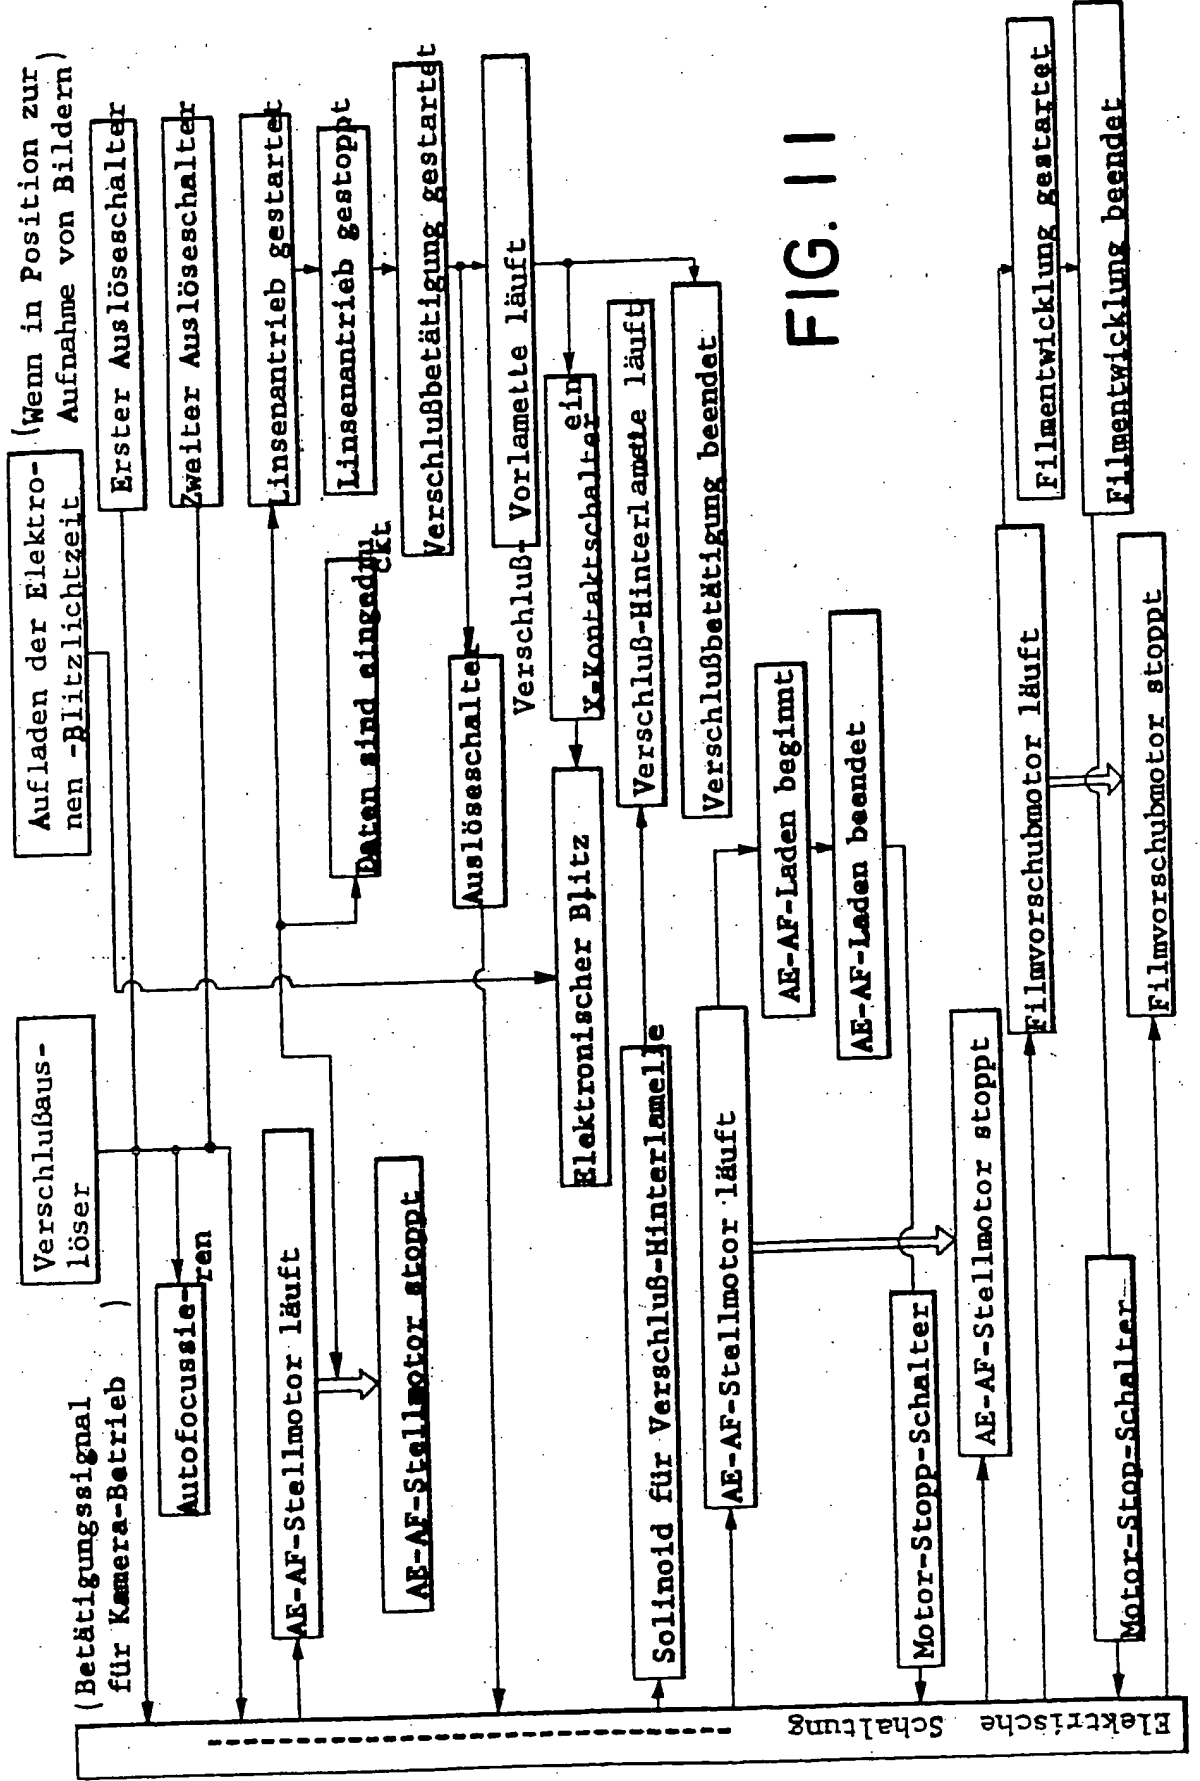 (Betätigungssignal
für Kamera-Betrieb)
Verschlußaus-
löser
Aufladen der Elektro-
nen-Blitzlichtzeit
(Wenn in Position zur
Aufnahme von Bildern)
Erster Auslöseschalter
Zweiter Auslöseschalter
Autofocussie-
ren
AE-AF-Stellmotor läuft
Linsenantrieb gestartet
Linsenantrieb gestoppt
Daten sind eingedru
ckt
AE-AF-Stellmotor stoppt
Verschlußbetätigung gestartet
Auslöseschalter
Verschluß- Vorlamette läuft
ein
X-Kontaktschalter
Elektronischer Blitz
Verschluß-Hinterlamelle läuft
Solinoid für Verschluß-Hinterlamelle
Verschlußbetätigung beendet
AE-AF-Stellmotor läuft
AE-AF-Laden beginnt
AE-AF-Laden beendet
Motor-Stopp-Schalter
AE-AF-Stellmotor stoppt
Filmvorschubmotor läuft
Filmentwicklung gestartet
Filmentwicklung beendet
Motor-Stop-Schalter
Filmvorschubmotor stoppt
Elektrische
Schaltung
FIG. 11